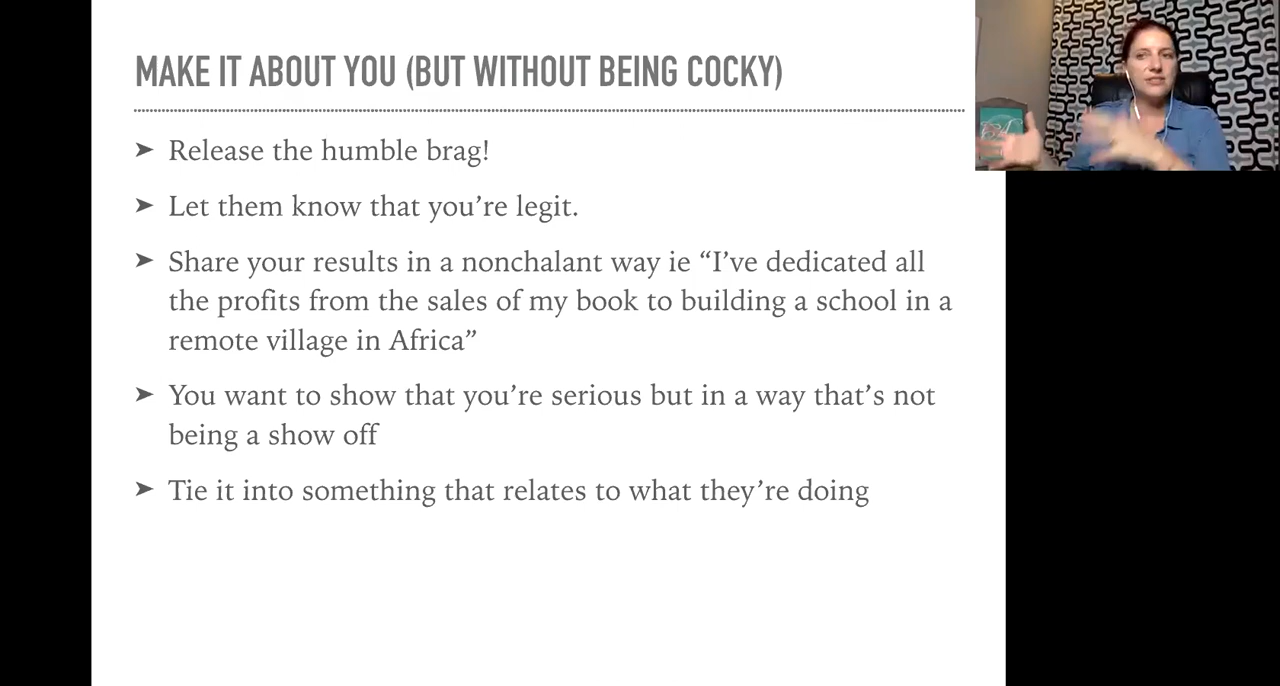 MAKE IT ABOUT YOU (BUT WITHOUT BEING COCKY)
➤ Release the humble brag!
➤ Let them know that you’re legit.
➤ Share your results in a nonchalant way ie “I’ve dedicated all
the profits from the sales of my book to building a school in a
remote village in Africa”
➤ You want to show that you’re serious but in a way that’s not
being a show off
➤ Tie it into something that relates to what they’re doing